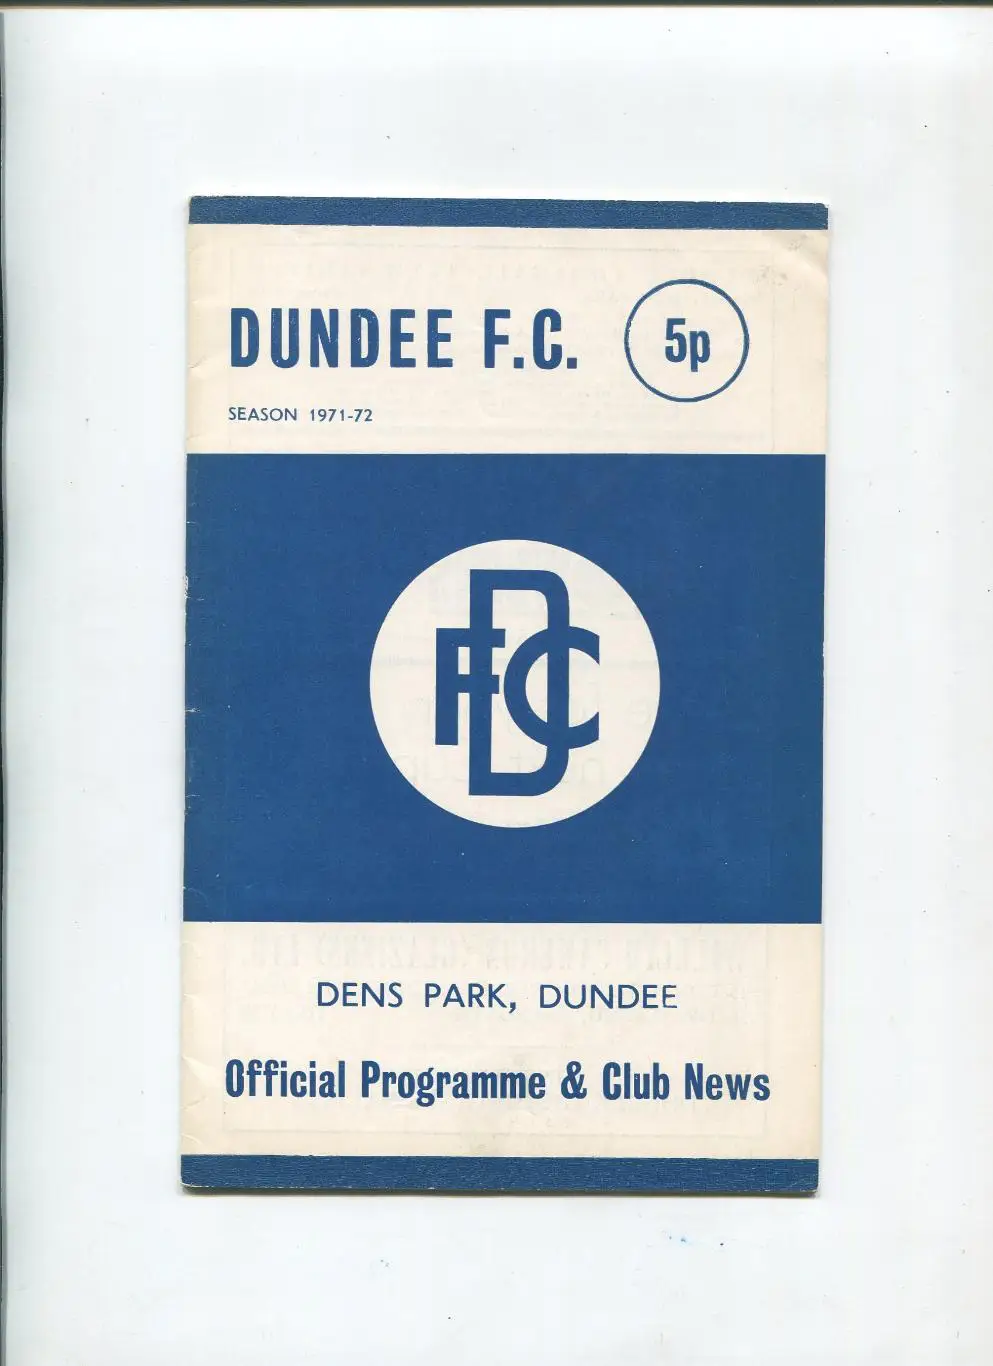 DUNDEE F.C.
5p
SEASON 1971-72
DFC
DENS PARK, DUNDEE
Official Programme & Club News